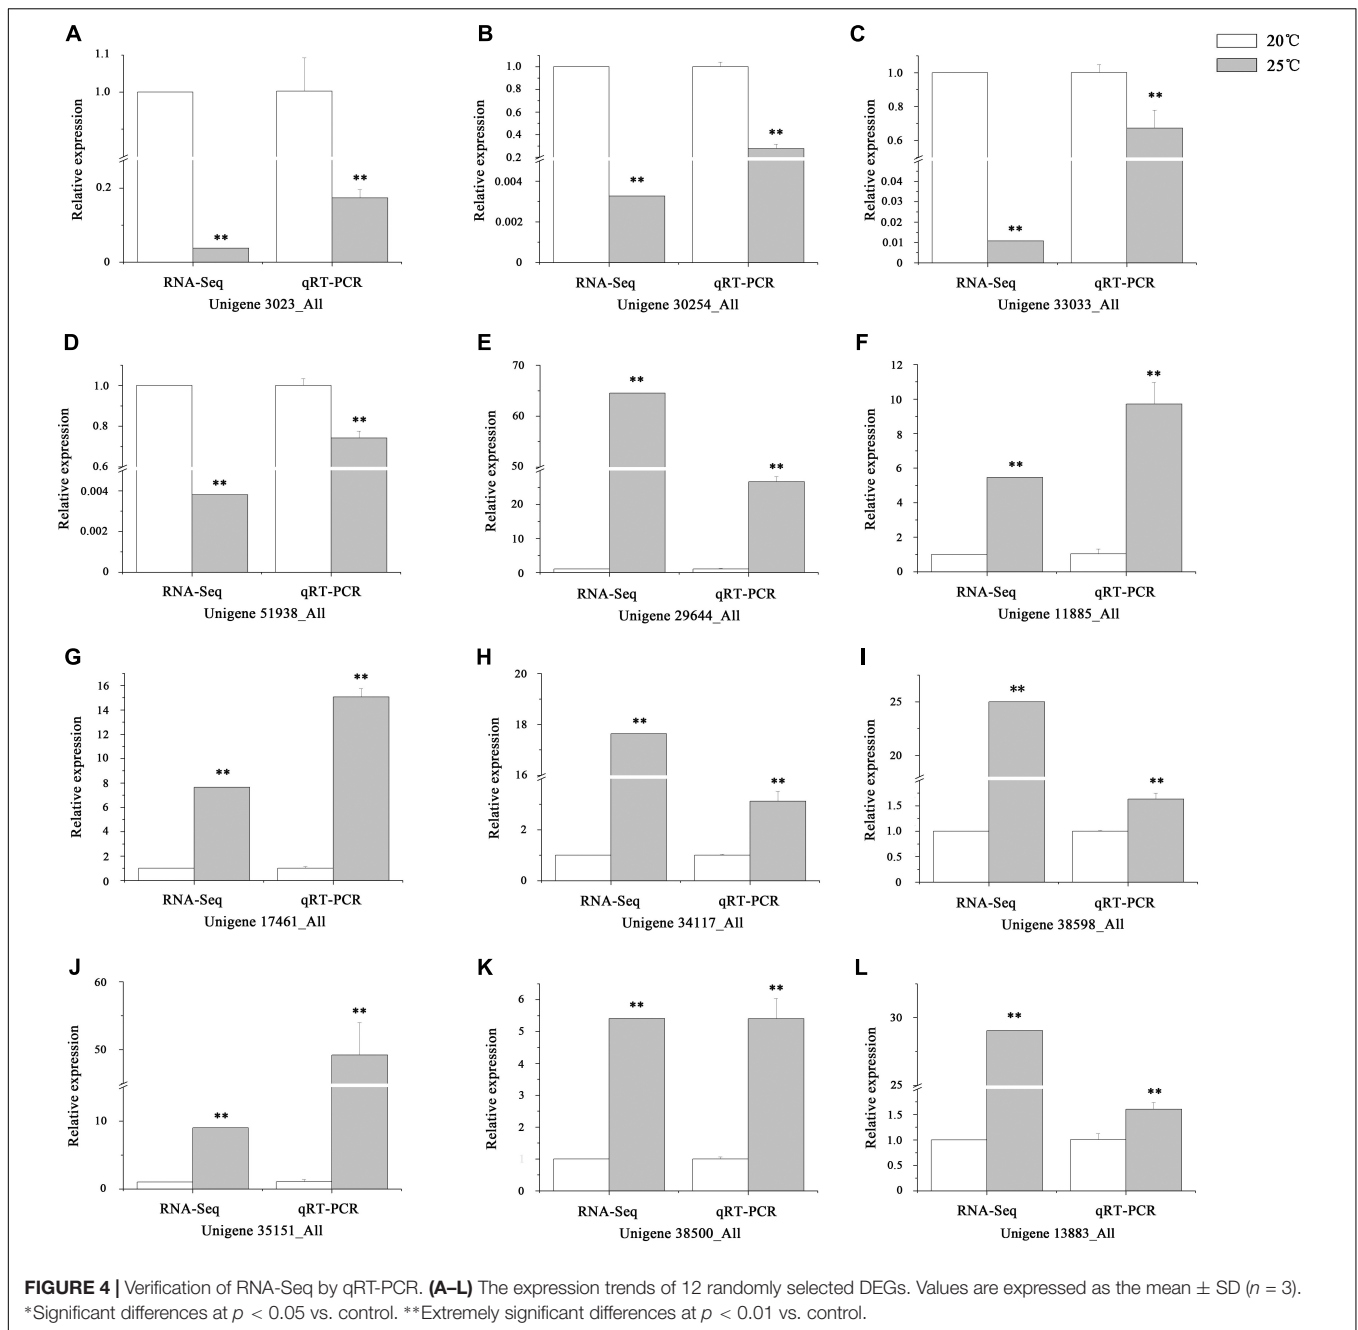 A
B
C
20℃
25℃
1.1
1.0
0.2
0
Relative expression
**
**
RNA-Seq
qRT-PCR
Unigene 3023_All
1.0
0.8
0.6
0.4
0.2
0.004
0.002
0
Relative expression
**
**
RNA-Seq
qRT-PCR
Unigene 30254_All
1.0
0.8
0.6
0.04
0.03
0.02
0.01
0
Relative expression
**
**
RNA-Seq
qRT-PCR
Unigene 33033_All
D
E
F
1.0
0.8
0.6
0.004
0.002
0
Relative expression
**
**
RNA-Seq
qRT-PCR
Unigene 51938_All
70
60
50
20
10
0
Relative expression
**
**
RNA-Seq
qRT-PCR
Unigene 29644_All
12
10
8
6
4
2
0
Relative expression
**
**
RNA-Seq
qRT-PCR
Unigene 11885_All
G
H
I
16
14
12
10
8
6
4
2
0
Relative expression
**
**
RNA-Seq
qRT-PCR
Unigene 17461_All
20
18
16
2
0
Relative expression
**
**
RNA-Seq
qRT-PCR
Unigene 34117_All
25
20
1.5
1.0
0.5
0
Relative expression
**
**
RNA-Seq
qRT-PCR
Unigene 38598_All
J
K
L
60
50
10
0
Relative expression
**
**
RNA-Seq
qRT-PCR
Unigene 35151_All
6
5
4
3
2
1
0
Relative expression
**
**
RNA-Seq
qRT-PCR
Unigene 38500_All
30
25
1.5
1.0
0.5
0
Relative expression
**
**
RNA-Seq
qRT-PCR
Unigene 13883_All
FIGURE 4 | Verification of RNA-Seq by qRT-PCR. (A–L) The expression trends of 12 randomly selected DEGs. Values are expressed as the mean ± SD (n = 3).
*Significant differences at p < 0.05 vs. control. **Extremely significant differences at p < 0.01 vs. control.